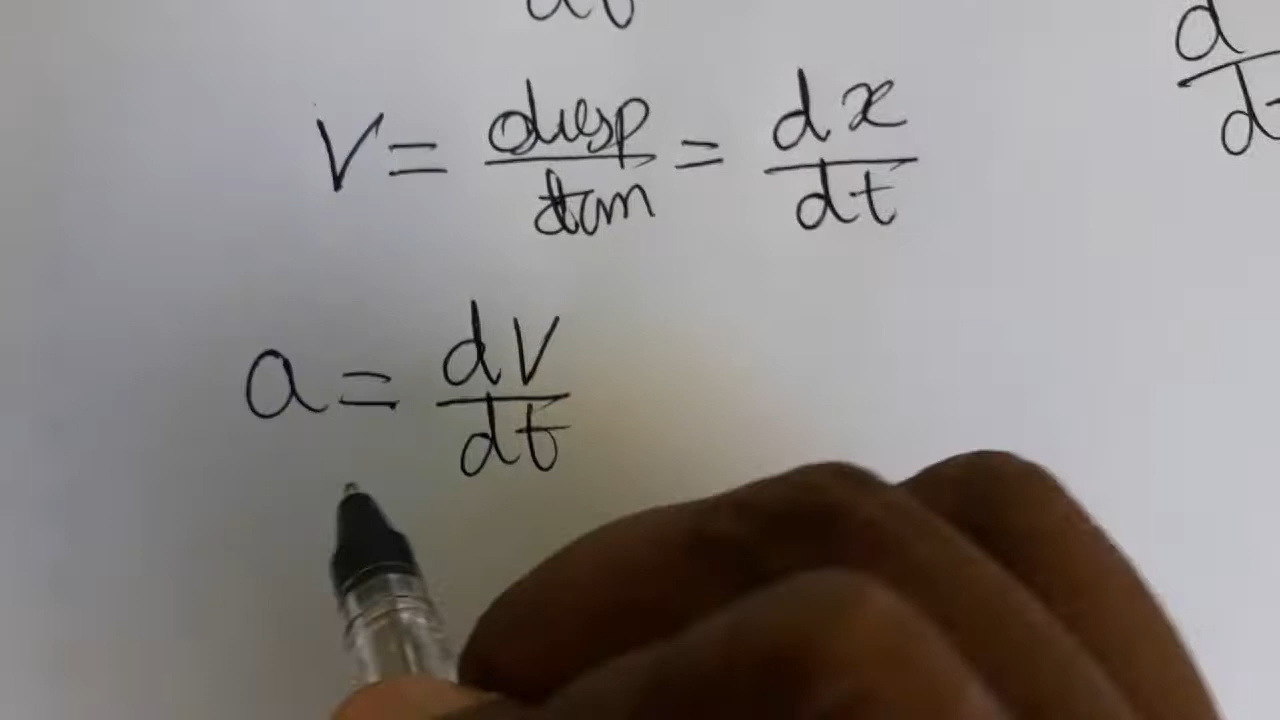 V = disp/tim = dx/dt
d/d
a = dV/dt